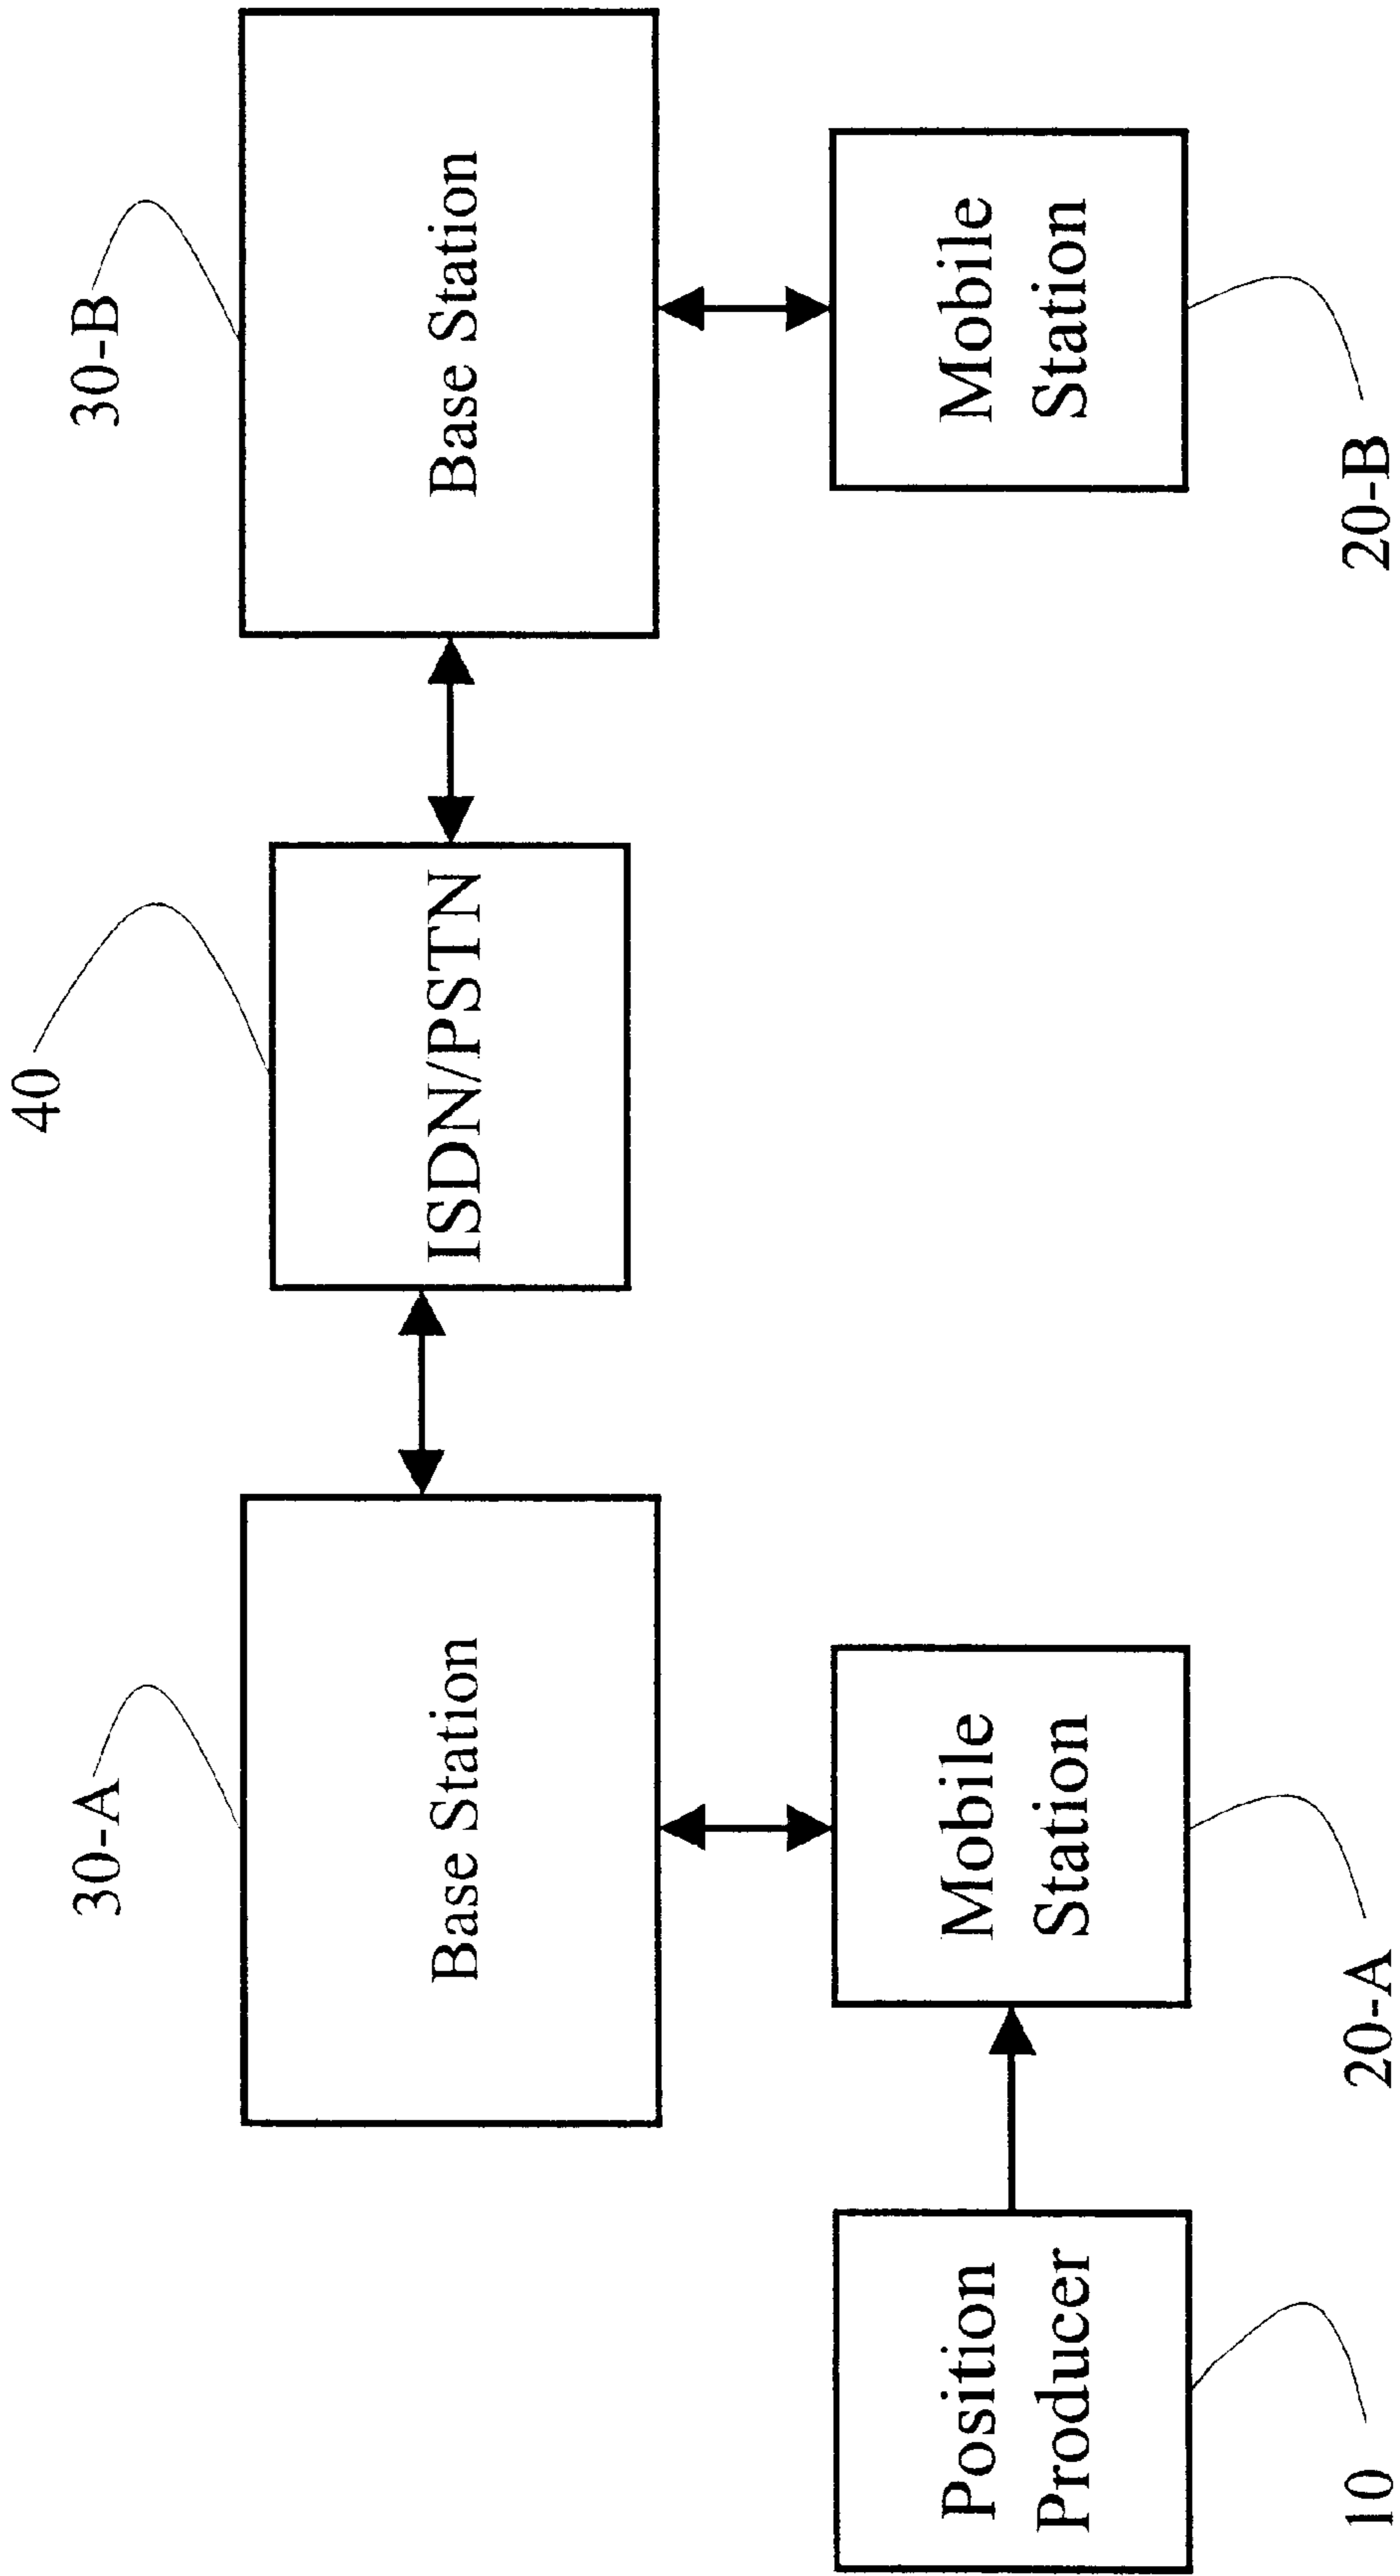 30-A
40
30-B
Base Station
ISDN/PSTN
Base Station
Position
Producer
Mobile
Station
Mobile
Station
10
20-A
20-B